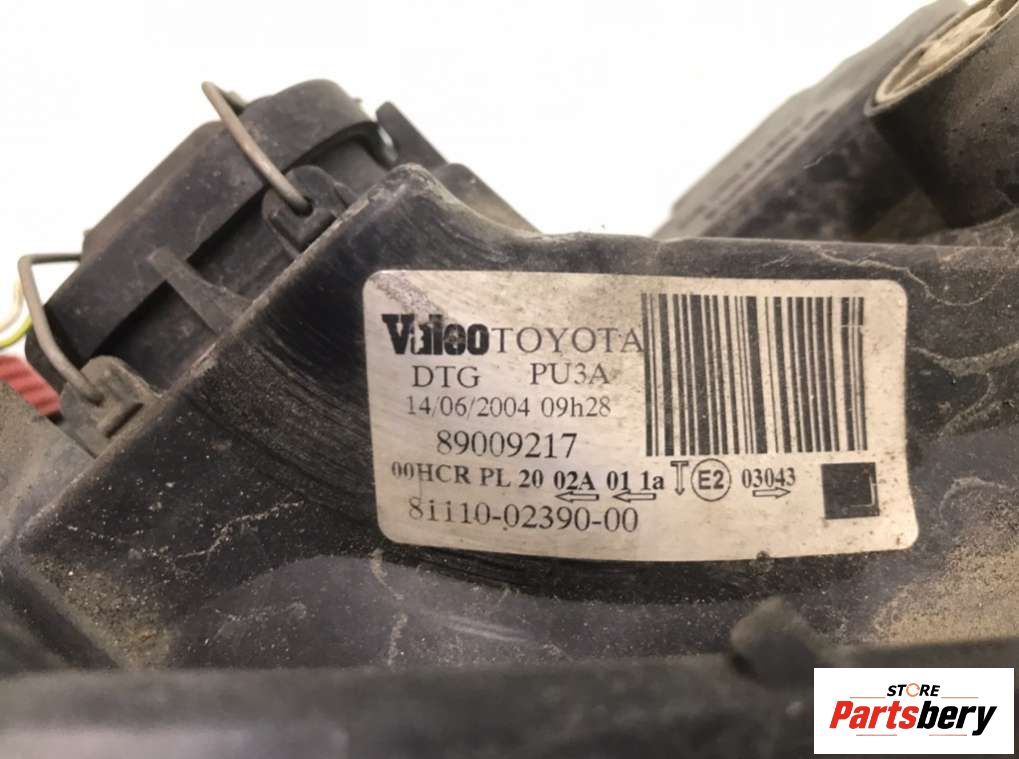 Valeo TOYOTA
DTG PU3A
14/06/2004 09h28
89009217
00HCR PL 20 02A 01 1a E2 03043
81110-02390-00
STORE
Partsbery